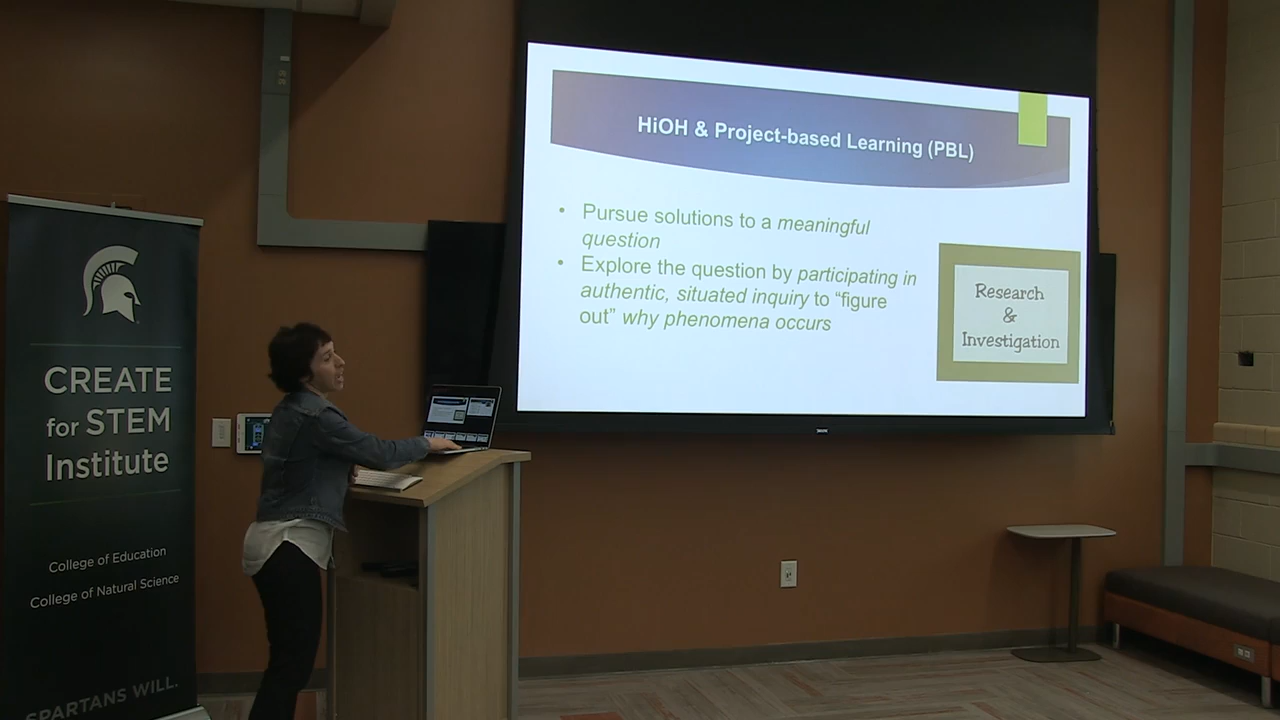 HiOH & Project-based Learning (PBL)
• Pursue solutions to a meaningful
question
• Explore the question by participating in
authentic, situated inquiry to “figure
out” why phenomena occurs
Research
&
Investigation
CREATE
for STEM
Institute
College of Education
College of Natural Science
SPARTANS WILL.